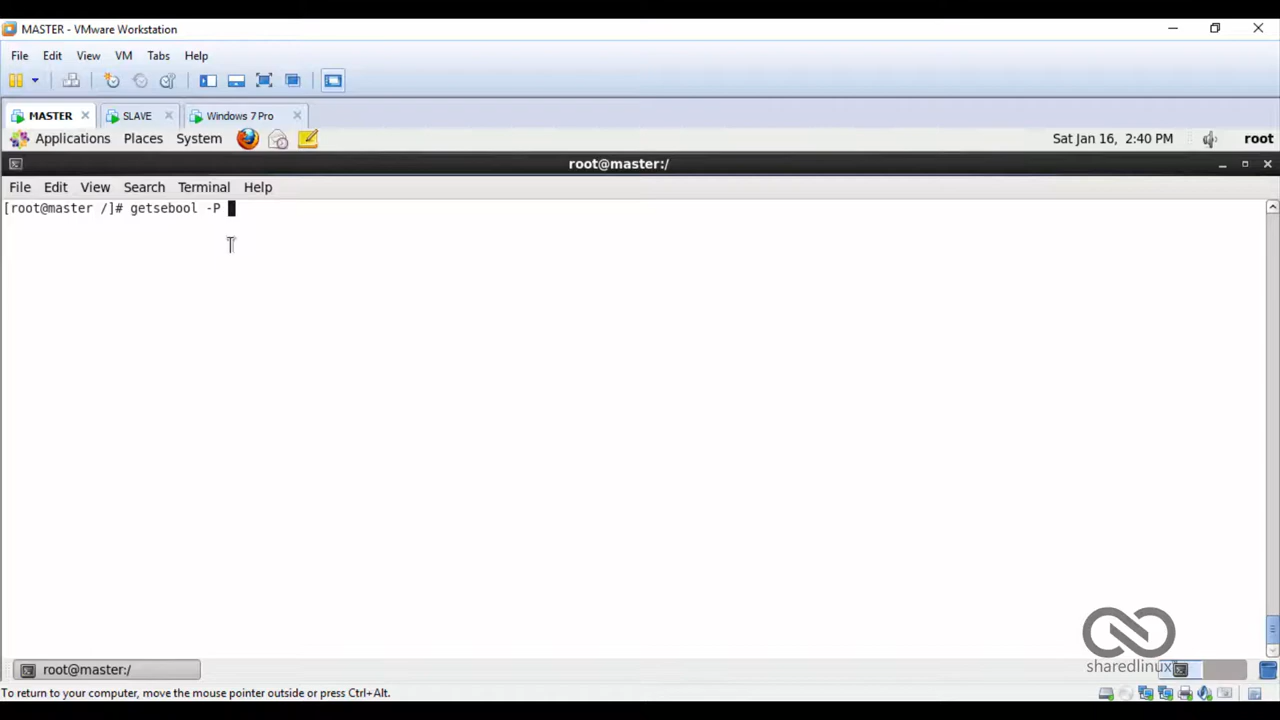 MASTER - VMware Workstation
File Edit View VM Tabs Help
MASTER SLAVE Windows 7 Pro
Applications Places System Sat Jan 16, 2:40 PM root
root@master:/
File Edit View Search Terminal Help
[root@master /]# getsebool -P
sharedlinux
root@master:/
To return to your computer, move the mouse pointer outside or press Ctrl+Alt.